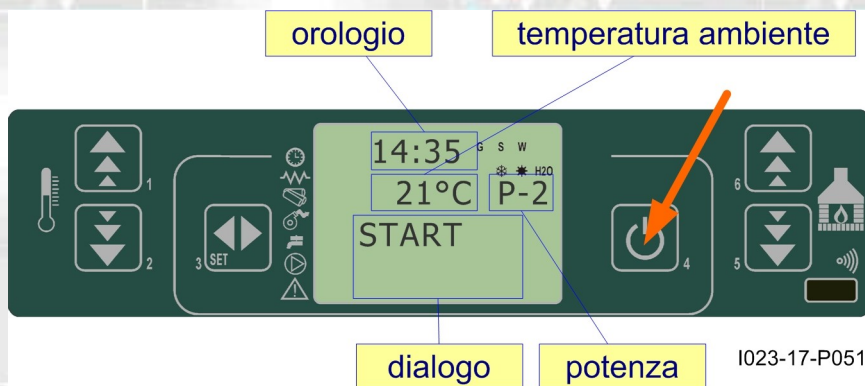 orologio
temperatura ambiente
14:35
G S W
H2O
21°C P-2
START
1
2
3 SET
4
5
6
dialogo
potenza
I023-17-P051